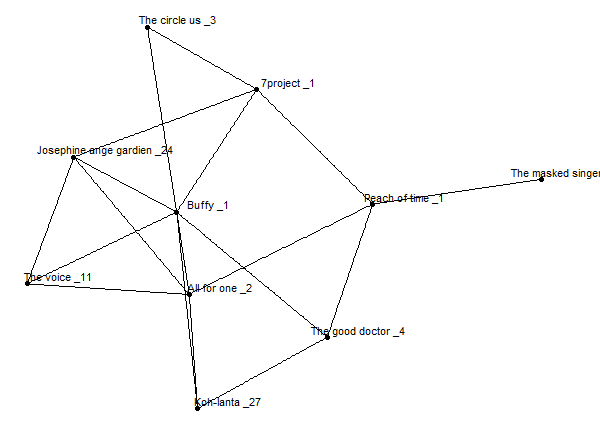 The circle us _3
7project _1
Josephine ange gardien _24
The masked singer
Peach of time _1
Buffy _1
The voice _11
All for one _2
The good doctor _4
Koh-lanta _27